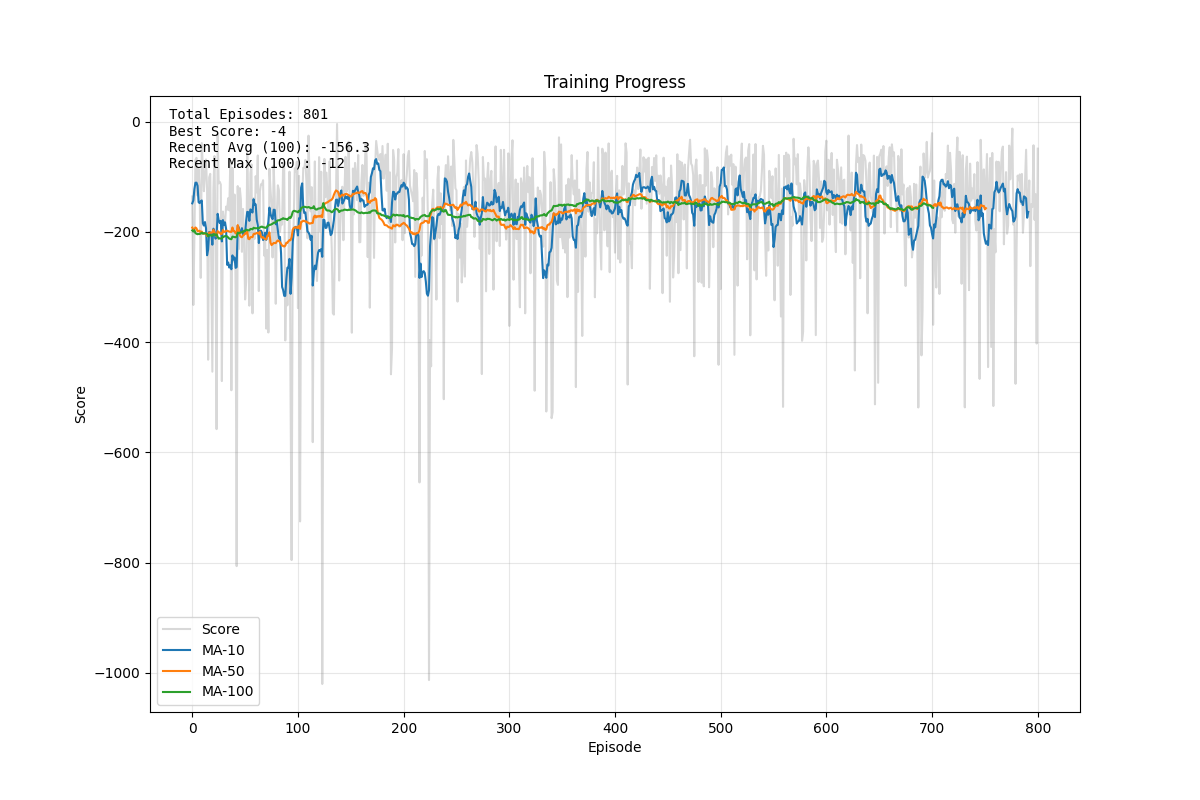 Training Progress
Total Episodes: 801
Best Score: -4
Recent Avg (100): -156.3
Recent Max (100): -12
0
−200
−400
−600
−800
−1000
Score
Score
MA-10
MA-50
MA-100
0 100 200 300 400 500 600 700 800
Episode